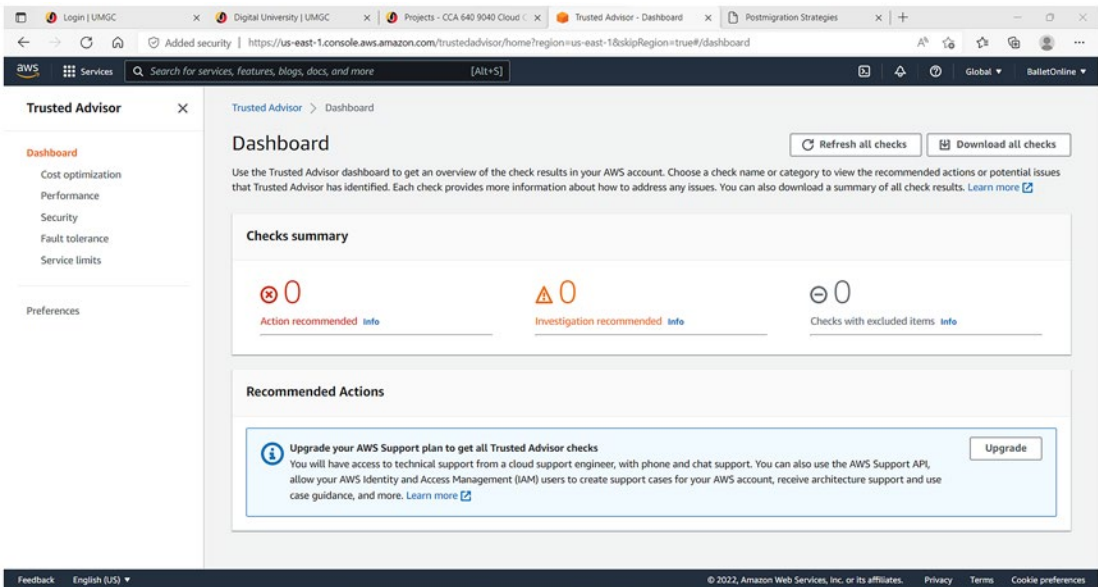 Login | UMGC
Digital University | UMGC
Projects - CCA 640 9040 Cloud C
Trusted Advisor - Dashboard
Postmigration Strategies
Added security | https://us-east-1.console.aws.amazon.com/trustedadvisor/home?region=us-east-1&skipRegion=true#/dashboard
aws Services Search for services, features, blogs, docs, and more [Alt+S] Global BalletOnline
Trusted Advisor
Dashboard
Cost optimization
Performance
Security
Fault tolerance
Service limits
Preferences
Trusted Advisor > Dashboard
Dashboard
Refresh all checks
Download all checks
Use the Trusted Advisor dashboard to get an overview of the check results in your AWS account. Choose a check name or category to view the recommended actions or potential issues
that Trusted Advisor has identified. Each check provides more information about how to address any issues. You can also download a summary of all check results. Learn more
Checks summary
0
Action recommended Info
0
Investigation recommended Info
0
Checks with excluded items Info
Recommended Actions
Upgrade your AWS Support plan to get all Trusted Advisor checks
You will have access to technical support from a cloud support engineer, with phone and chat support. You can also use the AWS Support API,
allow your AWS Identity and Access Management (IAM) users to create support cases for your AWS account, receive architecture support and use
case guidance, and more. Learn more
Upgrade
Feedback English (US) © 2022, Amazon Web Services, Inc. or its affiliates. Privacy Terms Cookie preferences